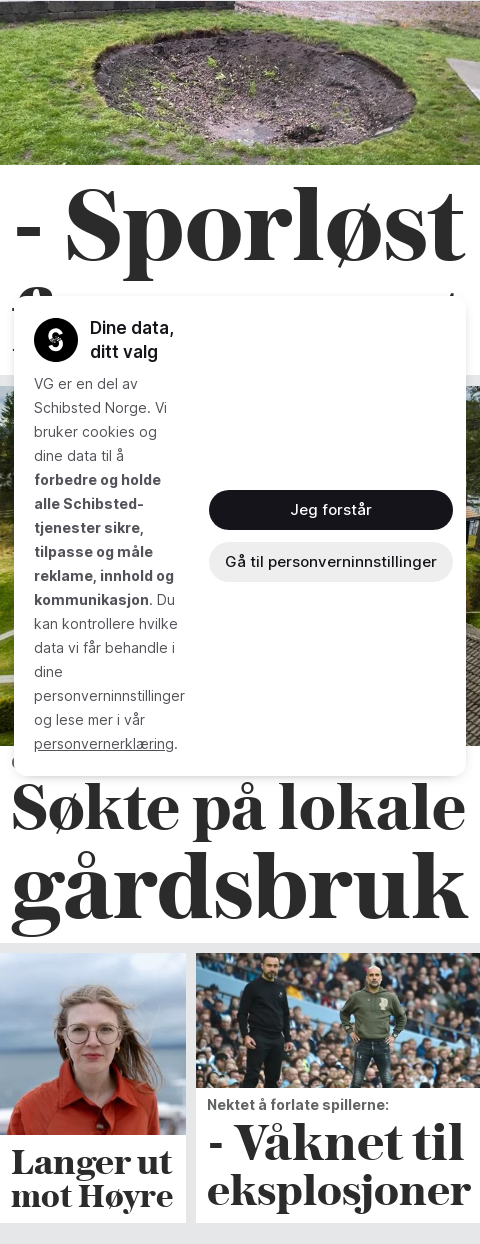 - Sporløst
Dine data,
ditt valg
VG er en del av
Schibsted Norge. Vi
bruker cookies og
dine data til å
forbedre og holde
alle Schibsted-
tjenester sikre,
tilpasse og måle
reklame, innhold og
kommunikasjon. Du
kan kontrollere hvilke
data vi får behandle i
dine
personverninnstillinger
og lese mer i vår
personvernerklæring.
Jeg forstår
Gå til personverninnstillinger
Søkte på lokale
gårdsbruk
Langer ut
mot Høyre
Nektet å forlate spillerne:
- Våknet til
eksplosjoner